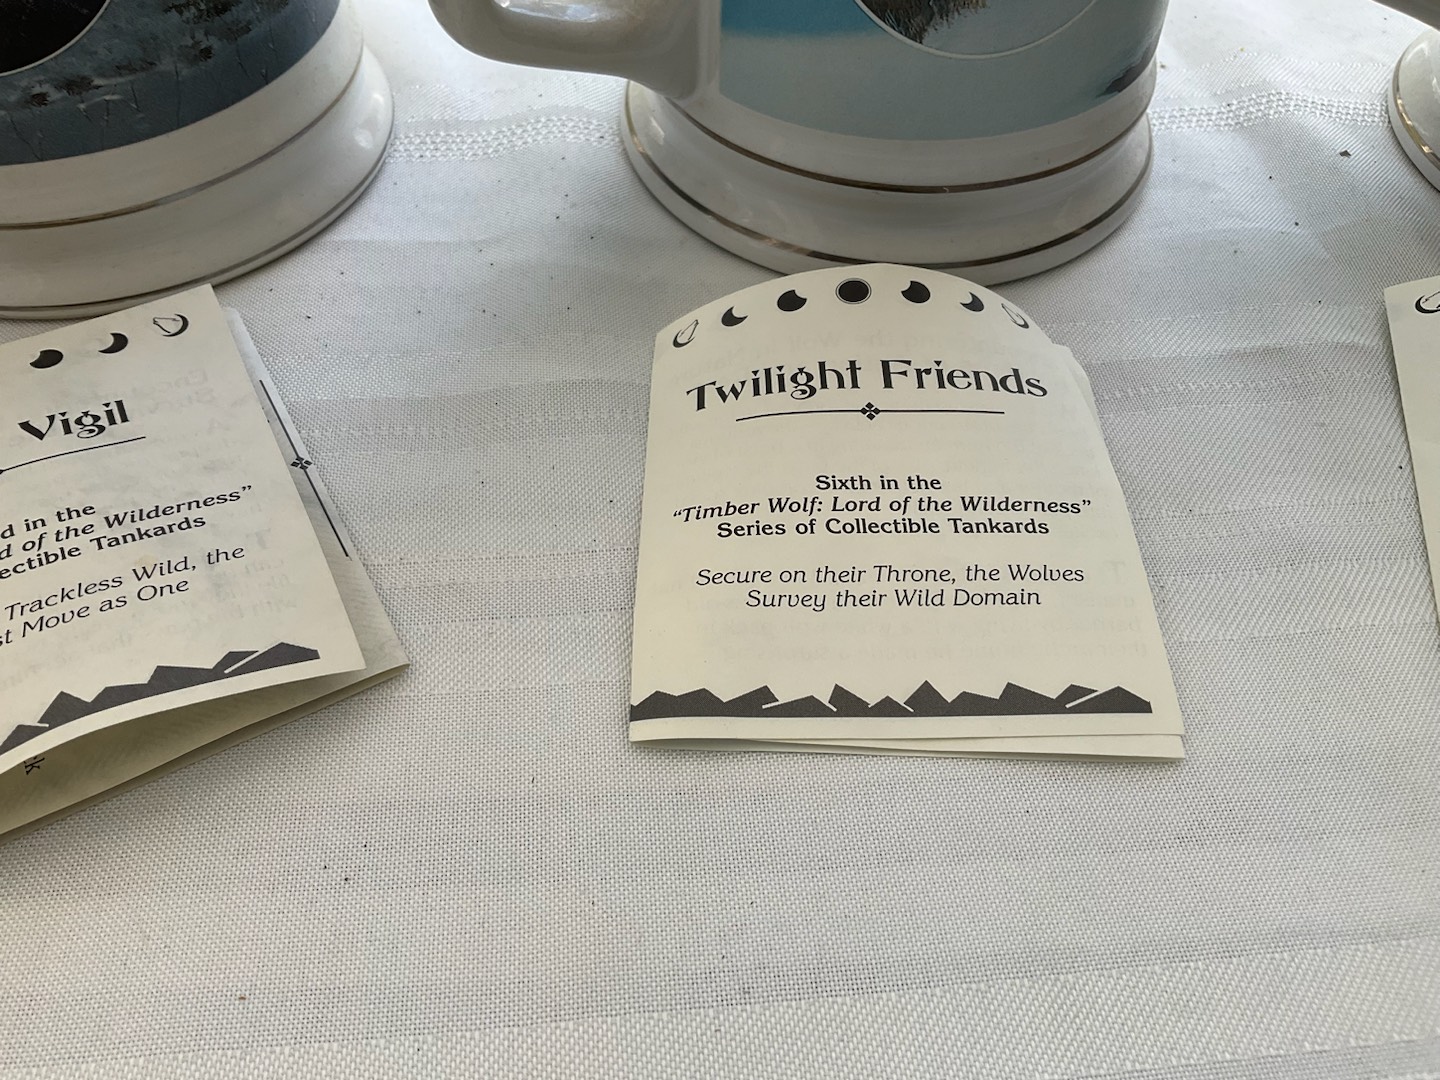 Vigil
in the
of the Wilderness”
Tankards
Trackless Wild, the
Move as One
Twilight Friends
Sixth in the
“Timber Wolf: Lord of the Wilderness”
Series of Collectible Tankards
Secure on their Throne, the Wolves
Survey their Wild Domain